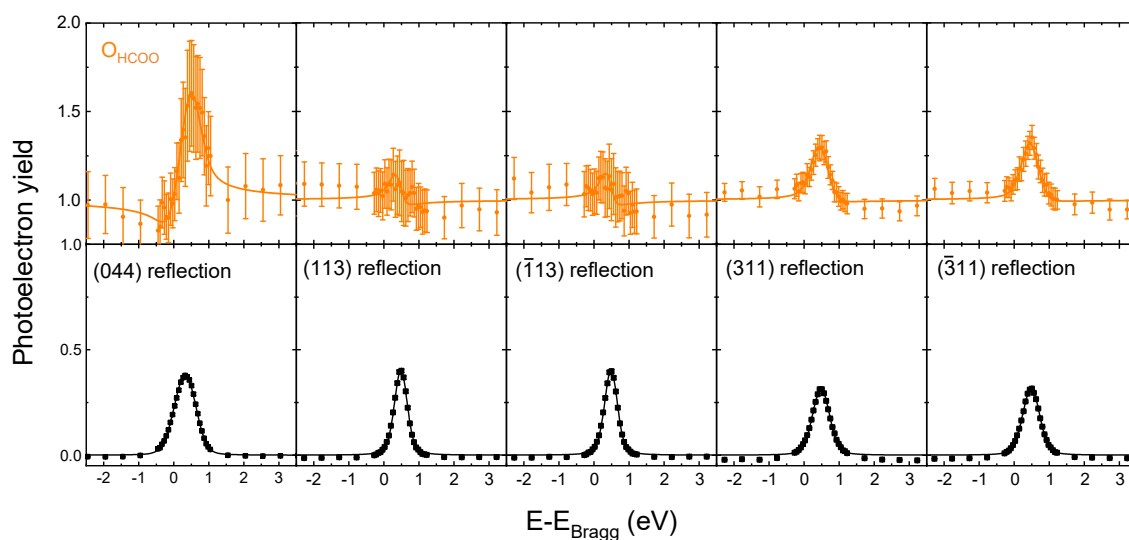 Photoelectron yield
2.0
1.5
1.0
1.0
0.5
0.0
O_HCOO
(044) reflection
(113) reflection
(1̄13) reflection
(311) reflection
(3̄11) reflection
-2 -1 0 1 2 3 -2 -1 0 1 2 3 -2 -1 0 1 2 3 -2 -1 0 1 2 3 -2 -1 0 1 2 3
E-E_Bragg (eV)